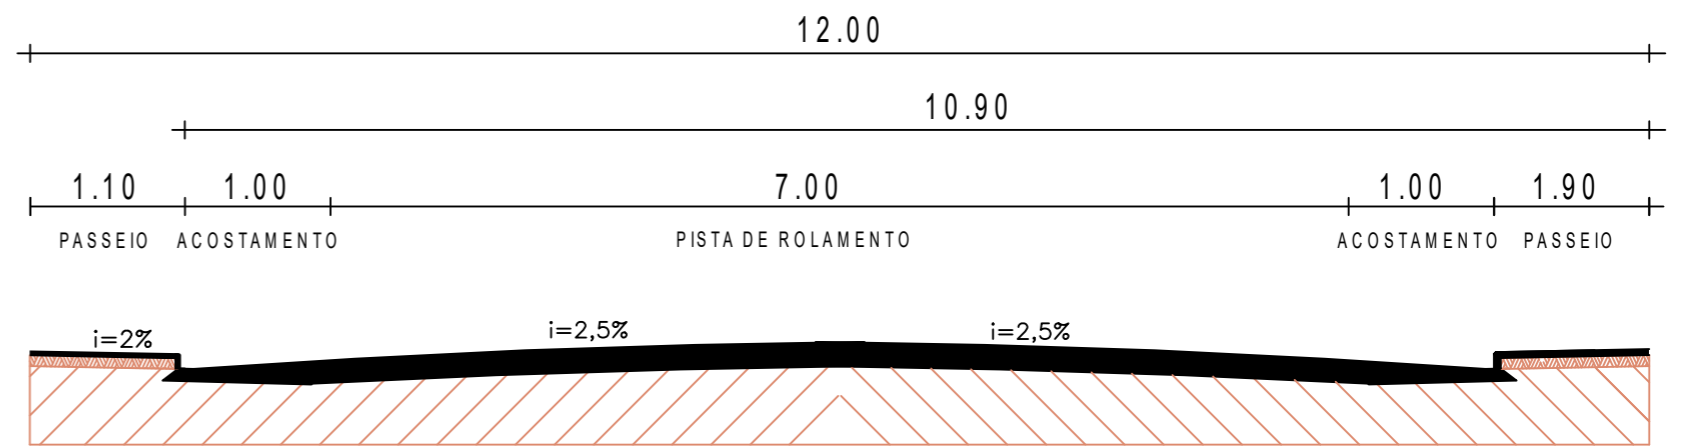 12.00
10.90
1.10 1.00 7.00 1.00 1.90
PASSEIO ACOSTAMENTO PISTA DE ROLAMENTO ACOSTAMENTO PASSEIO
i=2% i=2,5% i=2,5%